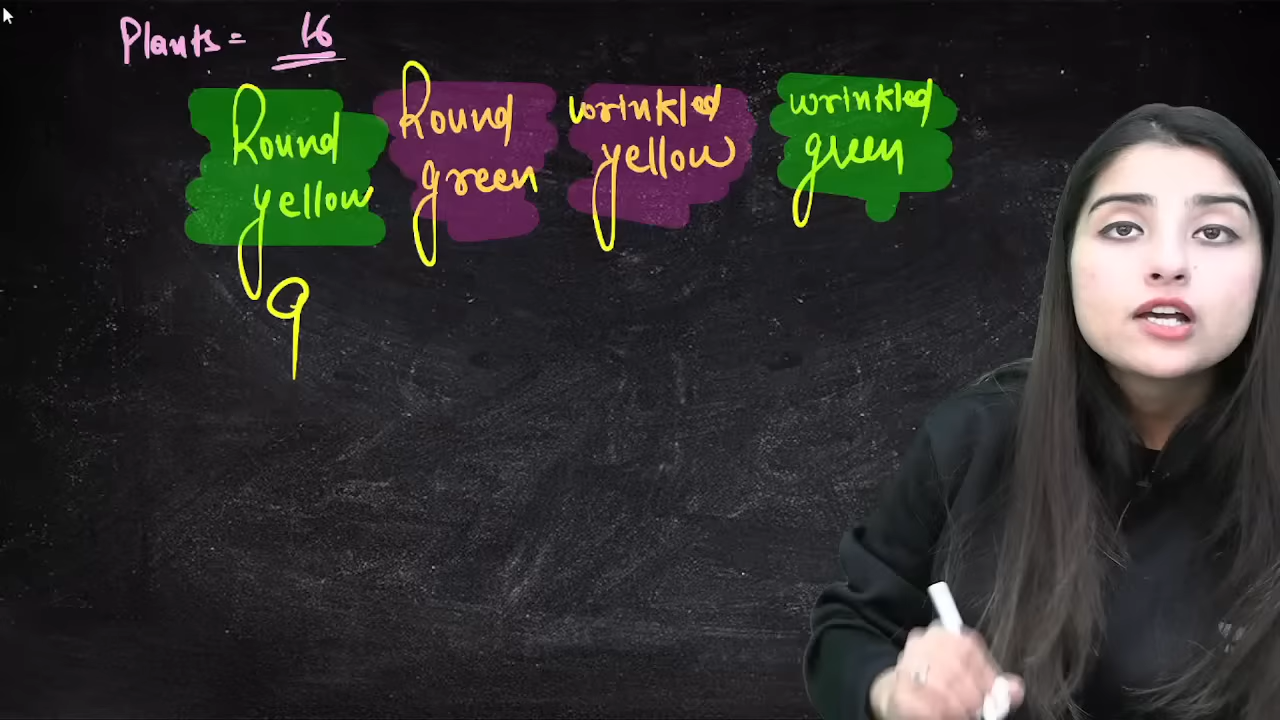 Plants = 16
Round
yellow
9
Round
green
wrinkled
yellow
wrinkled
green